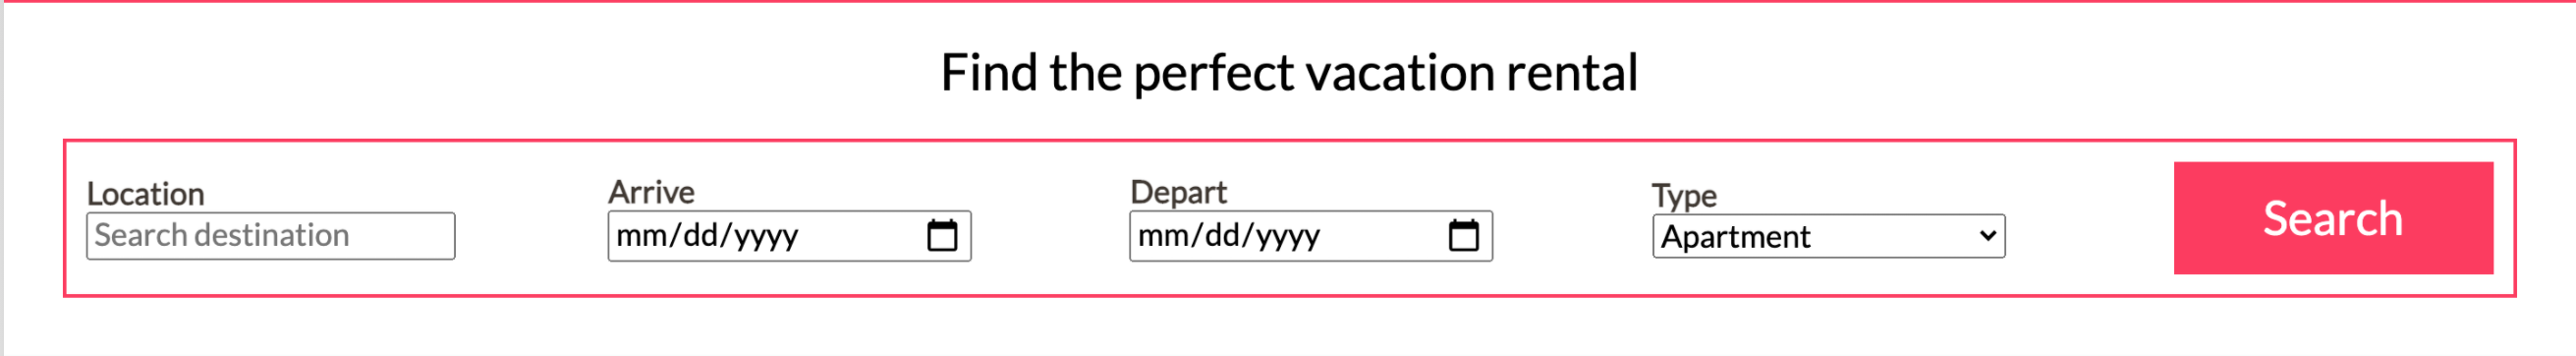 Find the perfect vacation rental
Location
Search destination
Arrive
mm/dd/yyyy
Depart
mm/dd/yyyy
Type
Apartment
Search